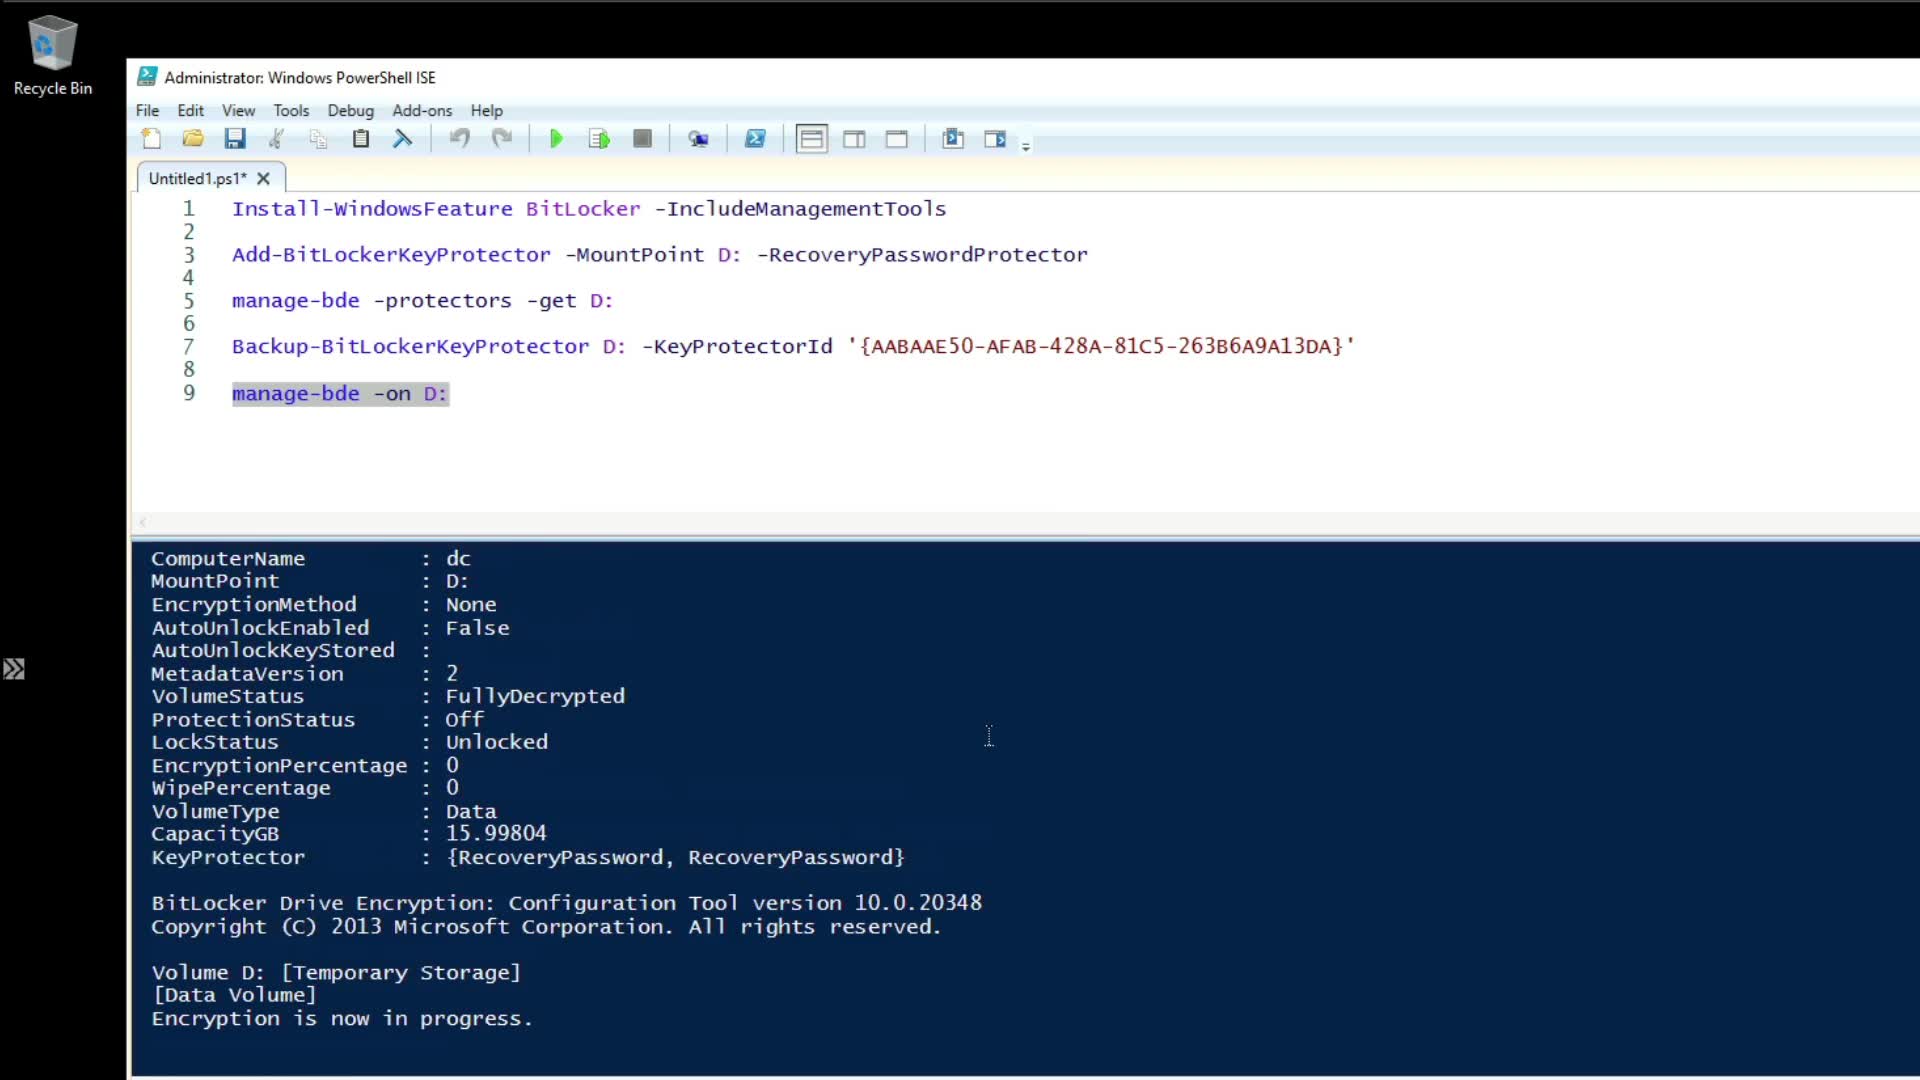 Recycle Bin
Administrator: Windows PowerShell ISE
File Edit View Tools Debug Add-ons Help
Untitled1.ps1* X
1 Install-WindowsFeature BitLocker -IncludeManagementTools
2
3 Add-BitLockerKeyProtector -MountPoint D: -RecoveryPasswordProtector
4
5 manage-bde -protectors -get D:
6
7 Backup-BitLockerKeyProtector D: -KeyProtectorId '{AABAAE50-AFAB-428A-81C5-263B6A9A13DA}'
8
9 manage-bde -on D:
ComputerName : dc
MountPoint : D:
EncryptionMethod : None
AutoUnlockEnabled : False
AutoUnlockKeyStored :
MetadataVersion : 2
VolumeStatus : FullyDecrypted
ProtectionStatus : Off
LockStatus : Unlocked
EncryptionPercentage : 0
WipePercentage : 0
VolumeType : Data
CapacityGB : 15.99804
KeyProtector : {RecoveryPassword, RecoveryPassword}
BitLocker Drive Encryption: Configuration Tool version 10.0.20348
Copyright (C) 2013 Microsoft Corporation. All rights reserved.
Volume D: [Temporary Storage]
[Data Volume]
Encryption is now in progress.